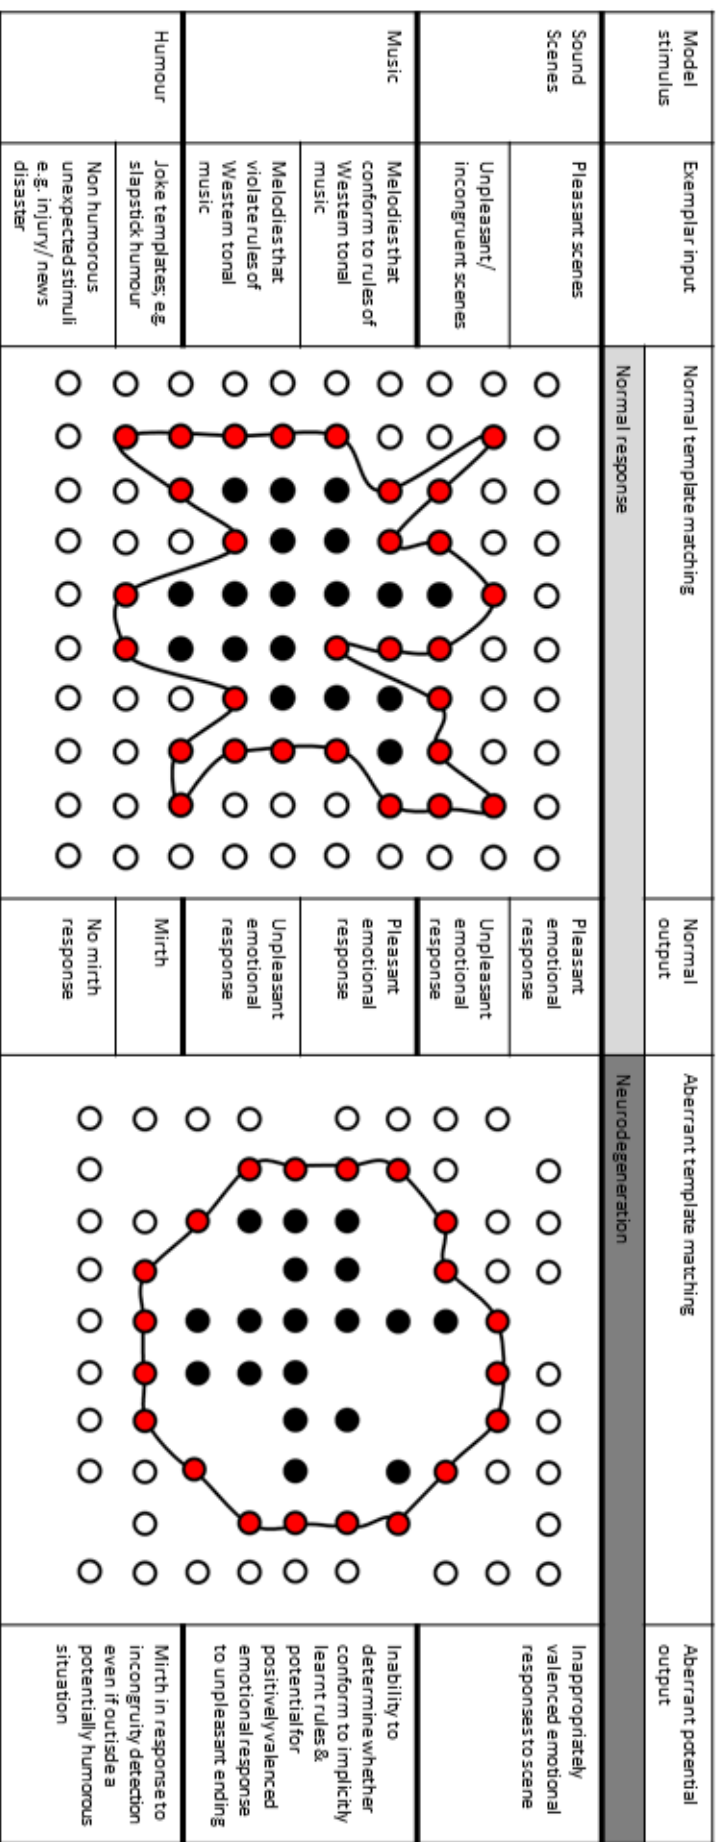 Model
stimulus
Exemplar input
Normal template matching
Normal
output
Aberrant template matching
Aberrant potential
output
Normal response
Neurodegeneration
Sound
Scenes
Pleasant scenes
Pleasant
emotional
response
Inappropriately
valenced emotional
responses to scene
Unpleasant/
incongruent scenes
Unpleasant
emotional
response
Music
Melodies that
conform to rules of
Western tonal
music
Pleasant
emotional
response
Inability to
determine whether
conform to implicitly
learnt rules &
potential for
positively valenced
emotional response
to unpleasant ending
Melodies that
violate rules of
Western tonal
music
Unpleasant
emotional
response
Humour
Joke templates; e.g.
slapstick humour
Mirth
Mirth in response to
incongruity detection
even if outisde a
potentially humorous
situation
Non humorous
unexpected stimuli
e.g. injury/ news
disaster
No mirth
response